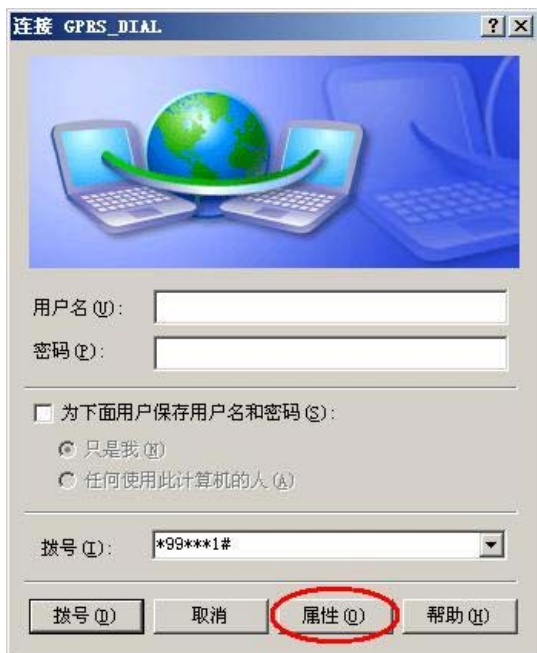 连接 GPRS_DIAL
用户名(U):
密码(P):
为下面用户保存用户名和密码(S):
只是我(N)
任何使用此计算机的人(A)
拨号(I): *99***1#
拨号(D) 取消 属性(O) 帮助(H)